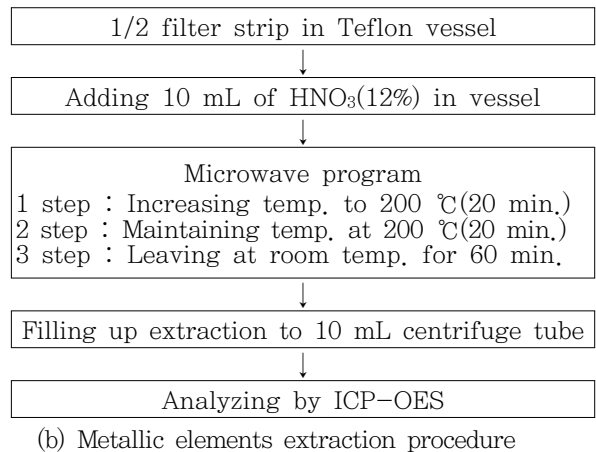 1/2 filter strip in Teflon vessel
Adding 10 mL of HNO₃(12%) in vessel
Microwave program
1 step : Increasing temp. to 200 ℃(20 min.)
2 step : Maintaining temp. at 200 ℃(20 min.)
3 step : Leaving at room temp. for 60 min.
Filling up extraction to 10 mL centrifuge tube
Analyzing by ICP-OES
(b) Metallic elements extraction procedure